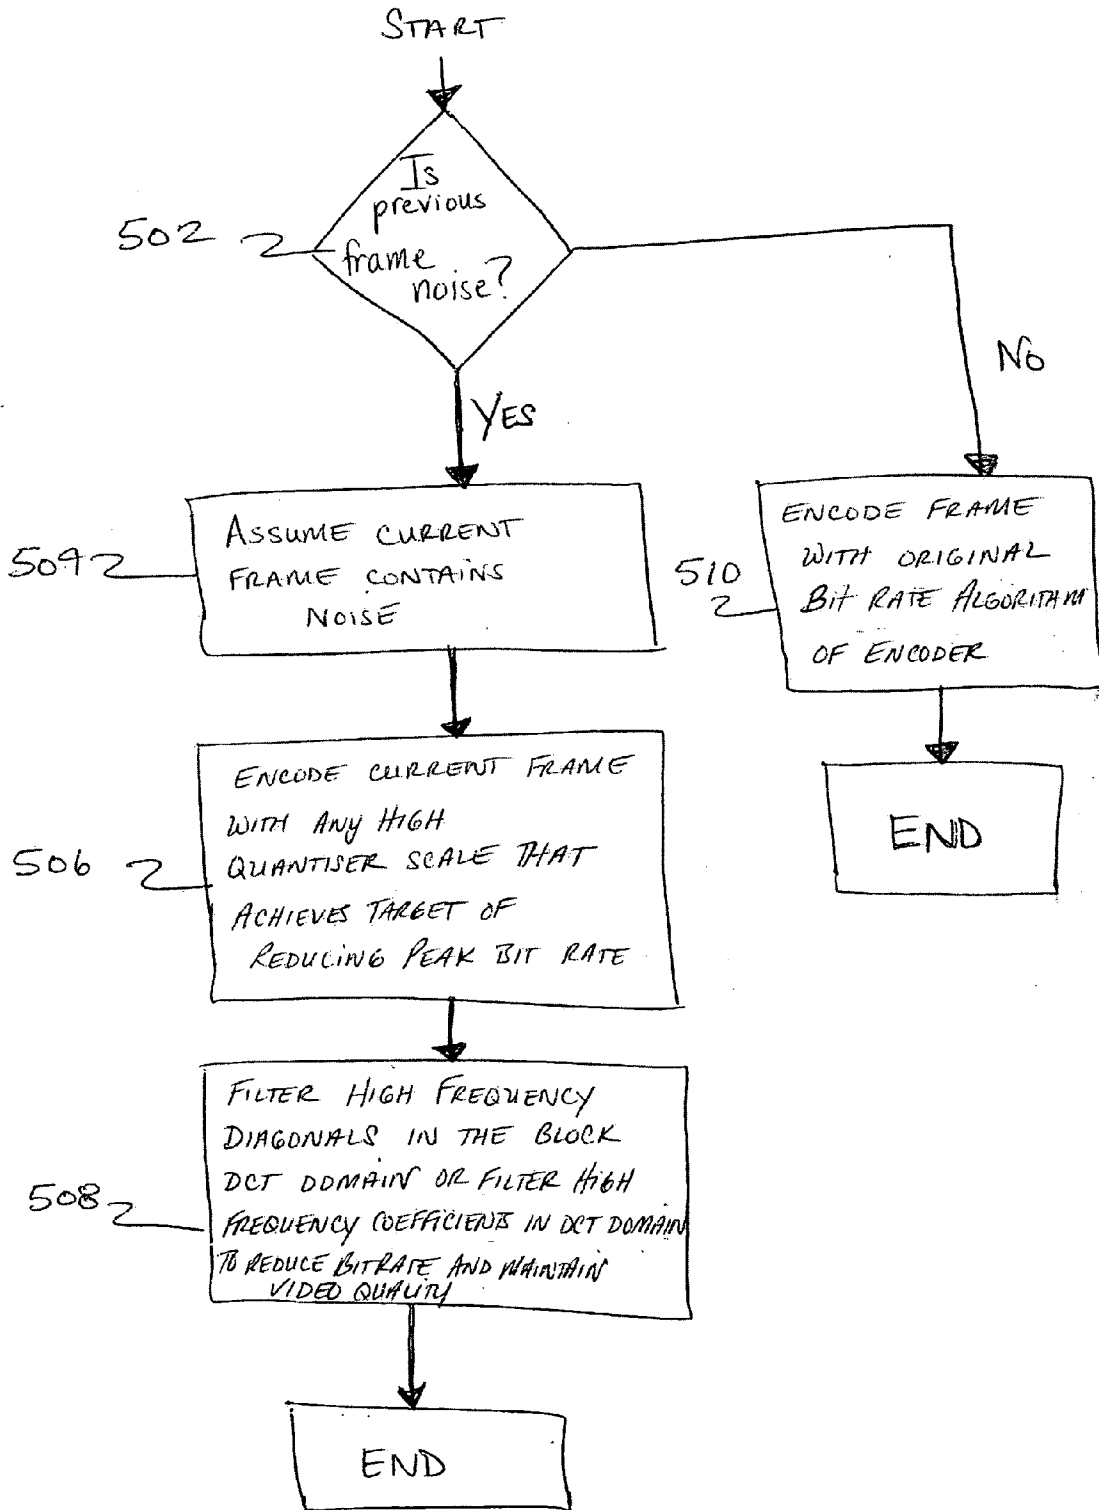 START
Is
previous
frame
noise?
502
NO
YES
ASSUME CURRENT
FRAME CONTAINS
NOISE
504
ENCODE FRAME
WITH ORIGINAL
Bit RATE ALGORITHM
OF ENCODER
510
END
ENCODE CURRENT FRAME
WITH ANy HIGH
QUANTISER SCALE THAT
ACHIEVES TARGET OF
REDUCING PEAK BIT RATE
506
FILTER HIGH FREQUENCY
DIAGONALS IN THE BLOCK
DCT DOMAIN OR FILTER HIGH
FREQUENCY COEFFICIENTS IN DCT DOMAIN
TO REDUCE BITRATE AND MAINTAIN
VIDEO QUALITY
508
END